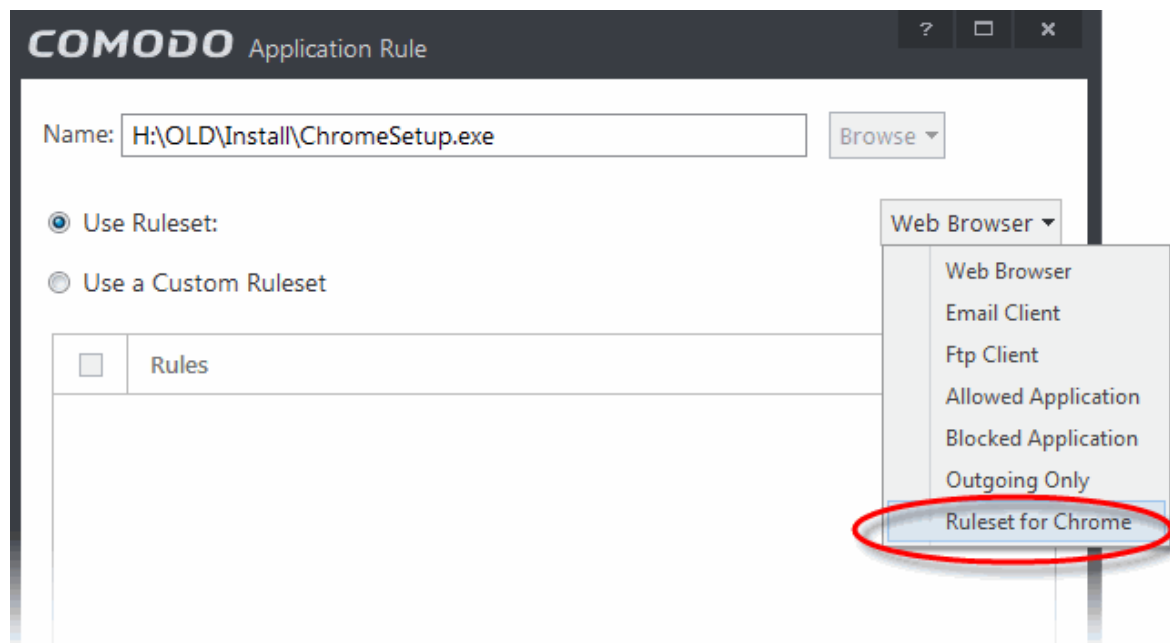 COMODO Application Rule
?
Name: H:\OLD\Install\ChromeSetup.exe Browse
Use Ruleset: Web Browser
Use a Custom Ruleset
Web Browser
Email Client
Ftp Client
Rules
Allowed Application
Blocked Application
Outgoing Only
Ruleset for Chrome